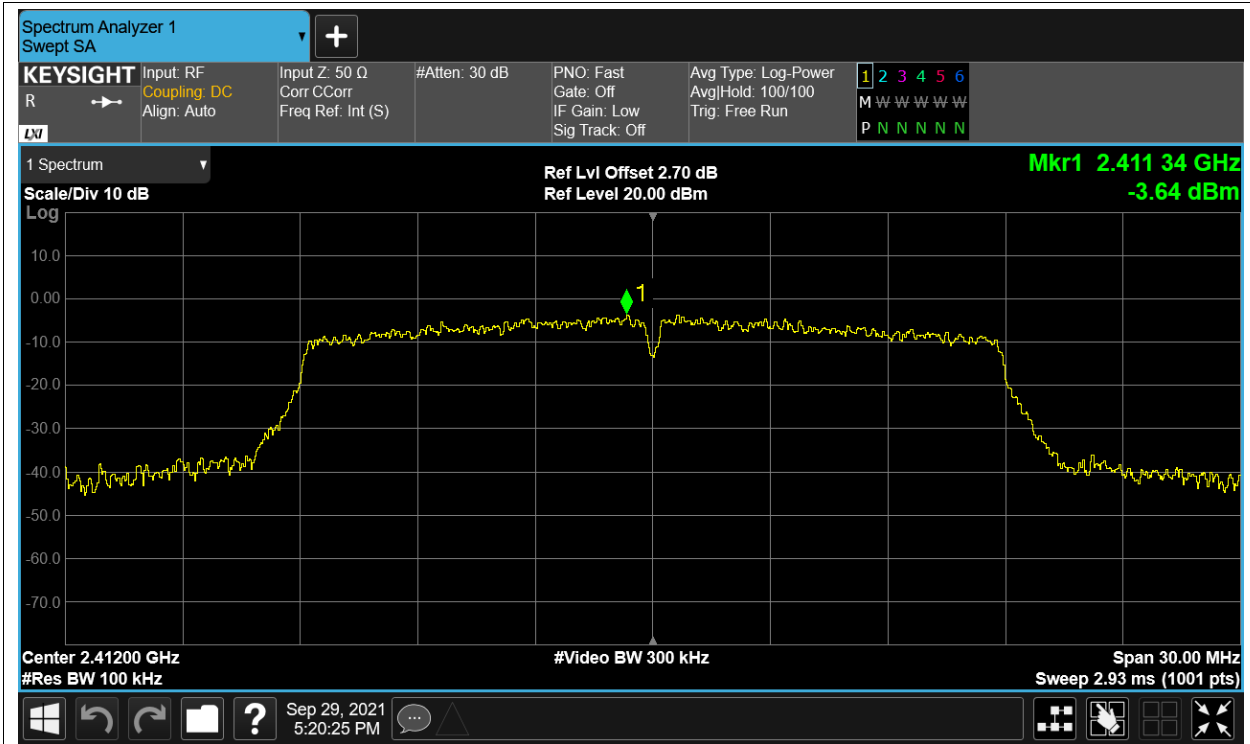 Spectrum Analyzer 1
Swept SA
+
KEYSIGHT
R
LXI
Input: RF
Coupling: DC
Align: Auto
Input Z: 50 Ω
Corr CCorr
Freq Ref: Int (S)
#Atten: 30 dB
PNO: Fast
Gate: Off
IF Gain: Low
Sig Track: Off
Avg Type: Log-Power
Avg|Hold: 100/100
Trig: Free Run
1 2 3 4 5 6
M W W W W W
P N N N N N
1 Spectrum
Scale/Div 10 dB
Log
Ref Lvl Offset 2.70 dB
Ref Level 20.00 dBm
Mkr1 2.411 34 GHz
-3.64 dBm
10.0
0.00
-10.0
-20.0
-30.0
-40.0
-50.0
-60.0
-70.0
1
Center 2.41200 GHz
#Res BW 100 kHz
#Video BW 300 kHz
Span 30.00 MHz
Sweep 2.93 ms (1001 pts)
?
Sep 29, 2021
5:20:25 PM